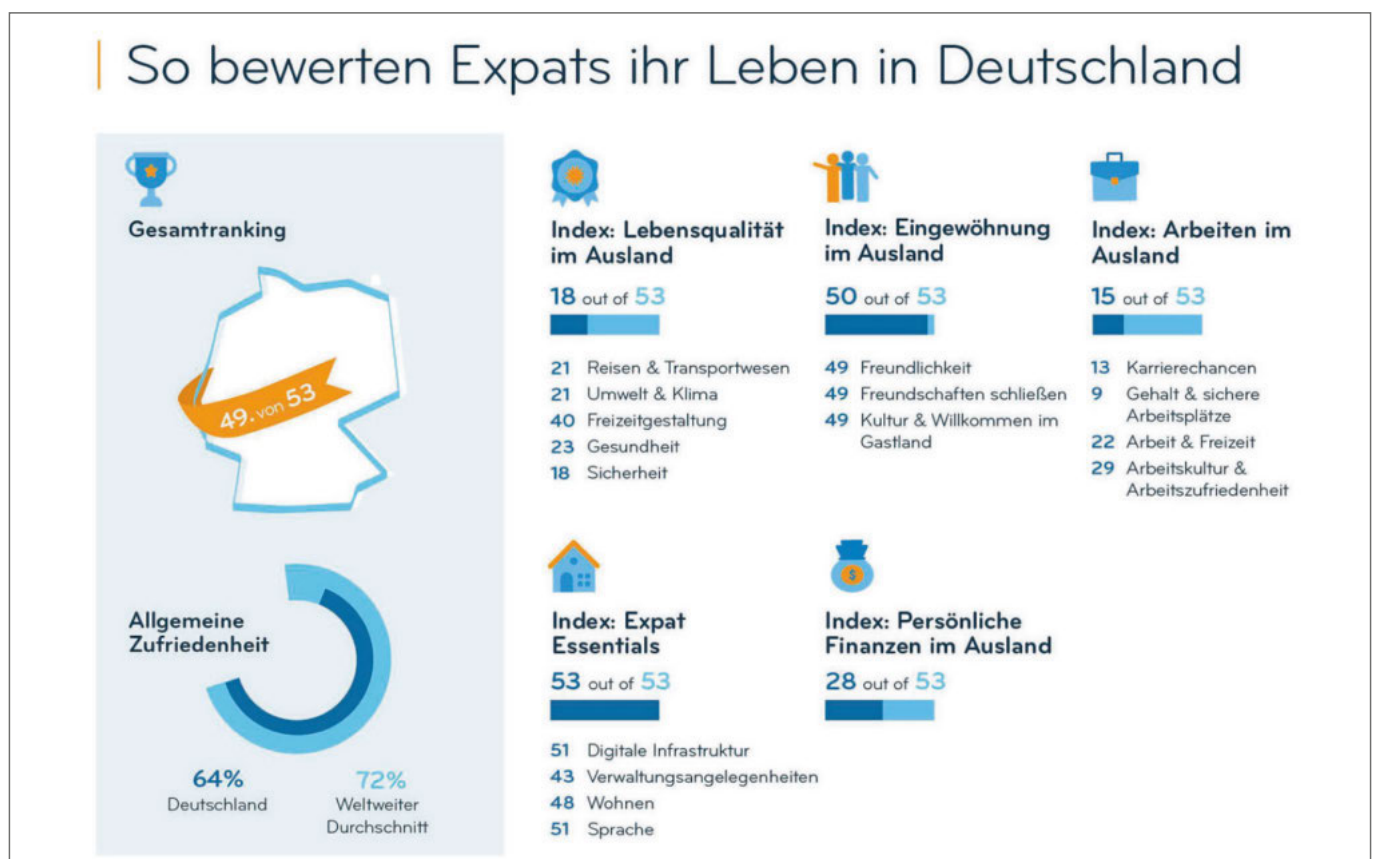 So bewerten Expats ihr Leben in Deutschland
Gesamtranking
49. von 53
Allgemeine
Zufriedenheit
64%
Deutschland
72%
Weltweiter
Durchschnitt
Index: Lebensqualität
im Ausland
18 out of 53
21 Reisen & Transportwesen
21 Umwelt & Klima
40 Freizeitgestaltung
23 Gesundheit
18 Sicherheit
Index: Eingewöhnung
im Ausland
50 out of 53
49 Freundlichkeit
49 Freundschaften schließen
49 Kultur & Willkommen im
Gastland
Index: Arbeiten im
Ausland
15 out of 53
13 Karrierechancen
9 Gehalt & sichere
Arbeitsplätze
22 Arbeit & Freizeit
29 Arbeitskultur &
Arbeitszufriedenheit
Index: Expat
Essentials
53 out of 53
51 Digitale Infrastruktur
43 Verwaltungsangelegenheiten
48 Wohnen
51 Sprache
Index: Persönliche
Finanzen im Ausland
28 out of 53
$